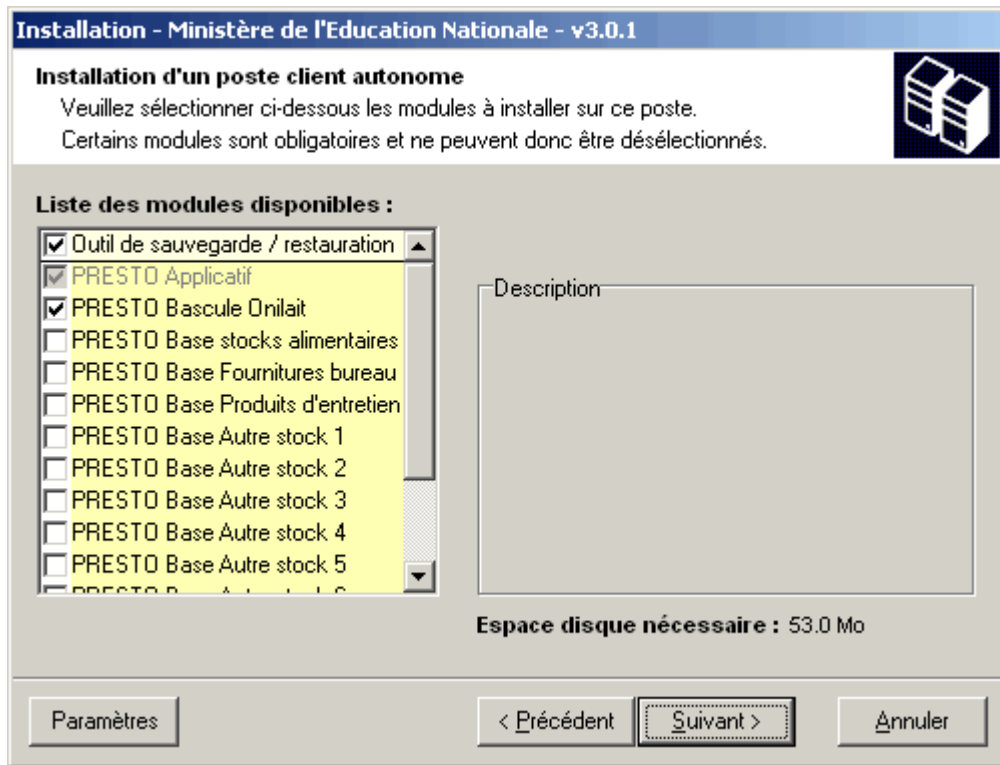 Installation - Ministère de l'Education Nationale - v3.0.1
Installation d'un poste client autonome
Veuillez sélectionner ci-dessous les modules à installer sur ce poste.
Certains modules sont obligatoires et ne peuvent donc être désélectionnés.
Liste des modules disponibles :
Outil de sauvegarde / restauration
PRESTO Applicatif
PRESTO Bascule Onilait
PRESTO Base stocks alimentaires
PRESTO Base Fournitures bureau
PRESTO Base Produits d'entretien
PRESTO Base Autre stock 1
PRESTO Base Autre stock 2
PRESTO Base Autre stock 3
PRESTO Base Autre stock 4
PRESTO Base Autre stock 5
Description
Espace disque nécessaire : 53.0 Mo
Paramètres
< Précédent
Suivant >
Annuler